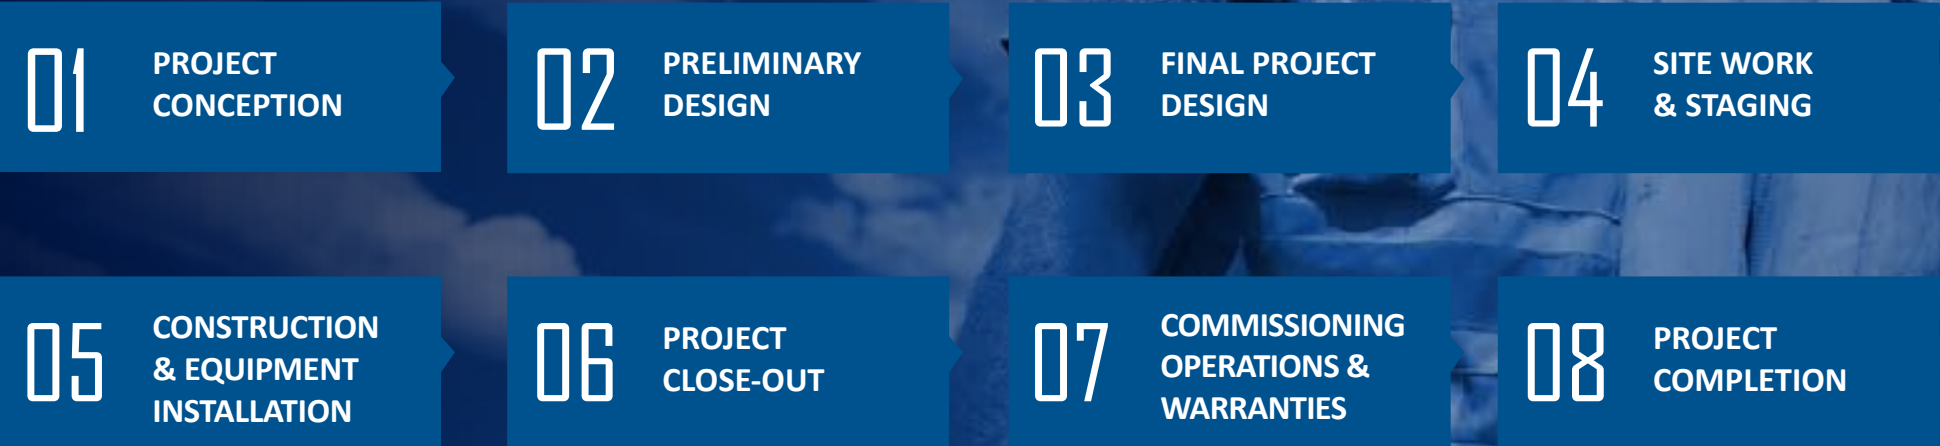 01
PROJECT
CONCEPTION
02
PRELIMINARY
DESIGN
03
FINAL PROJECT
DESIGN
04
SITE WORK
& STAGING
05
CONSTRUCTION
& EQUIPMENT
INSTALLATION
06
PROJECT
CLOSE-OUT
07
COMMISSIONING
OPERATIONS &
WARRANTIES
08
PROJECT
COMPLETION